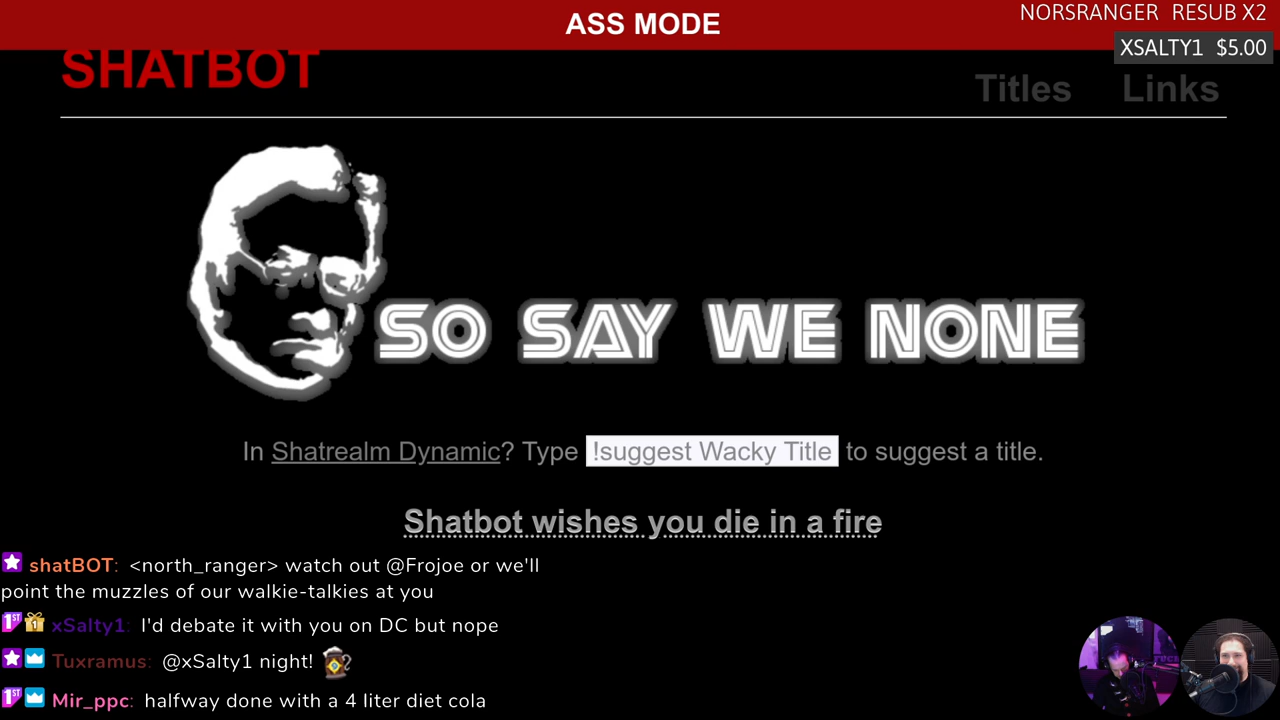 ASS MODE
NORSRANGER RESUB X2
XSALTY1 $5.00
SHATBOT
Titles Links
SO SAY WE NONE
In Shatrealm Dynamic? Type !suggest Wacky Title to suggest a title.
Shatbot wishes you die in a fire
shatBOT: <north_ranger> watch out @Frojoe or we'll
point the muzzles of our walkie-talkies at you
xSalty1: I'd debate it with you on DC but nope
Tuxramus: @xSalty1 night!
Mir_ppc: halfway done with a 4 liter diet cola